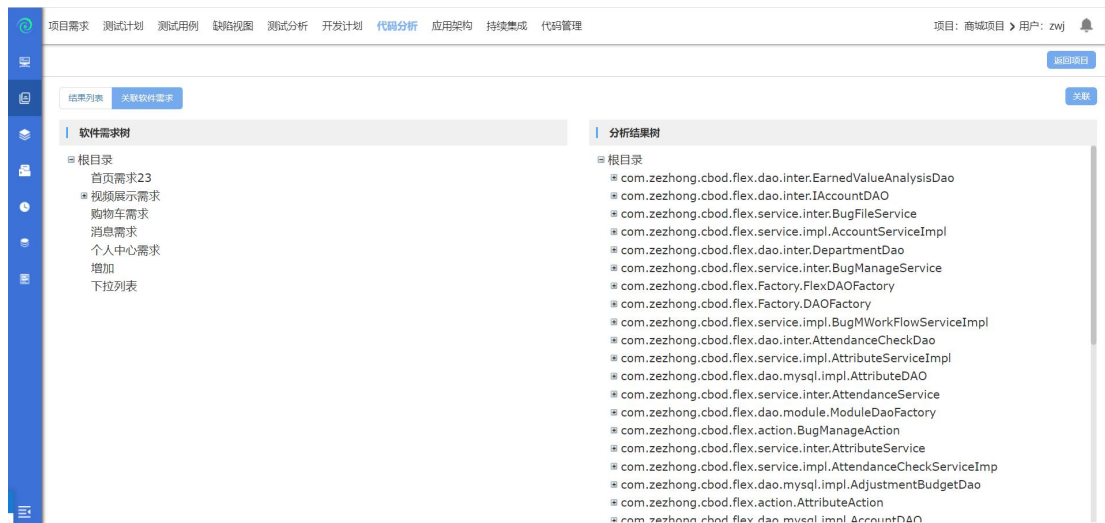 项目需求 测试计划 测试用例 缺陷视图 测试分析 开发计划 代码分析 应用架构 持续集成 代码管理 项目：商城项目 用户：zwj
返回项目
结果列表 关联软件需求 关联
软件需求树
根目录
首页需求23
视频展示需求
购物车需求
消息需求
个人中心需求
增加
下拉列表
分析结果树
根目录
com.zezhong.cbod.flex.dao.inter.EarnedValueAnalysisDao
com.zezhong.cbod.flex.dao.inter.IAccountDAO
com.zezhong.cbod.flex.service.inter.BugFileService
com.zezhong.cbod.flex.service.impl.AccountServiceImpl
com.zezhong.cbod.flex.dao.inter.DepartmentDao
com.zezhong.cbod.flex.service.inter.BugManageService
com.zezhong.cbod.flex.Factory.FlexDAOFactory
com.zezhong.cbod.flex.Factory.DAOFactory
com.zezhong.cbod.flex.service.impl.BugMWorkFlowServiceImpl
com.zezhong.cbod.flex.dao.inter.AttendanceCheckDao
com.zezhong.cbod.flex.service.impl.AttributeServiceImpl
com.zezhong.cbod.flex.dao.mysql.impl.AttributeDAO
com.zezhong.cbod.flex.service.inter.AttendanceService
com.zezhong.cbod.flex.dao.module.ModuleDaoFactory
com.zezhong.cbod.flex.action.BugManageAction
com.zezhong.cbod.flex.service.inter.AttributeService
com.zezhong.cbod.flex.service.impl.AttendanceCheckServiceImp
com.zezhong.cbod.flex.dao.mysql.impl.AdjustmentBudgetDao
com.zezhong.cbod.flex.action.AttributeAction
com.zezhong.cbod.flex.dao.mysql.impl.AccountDAO